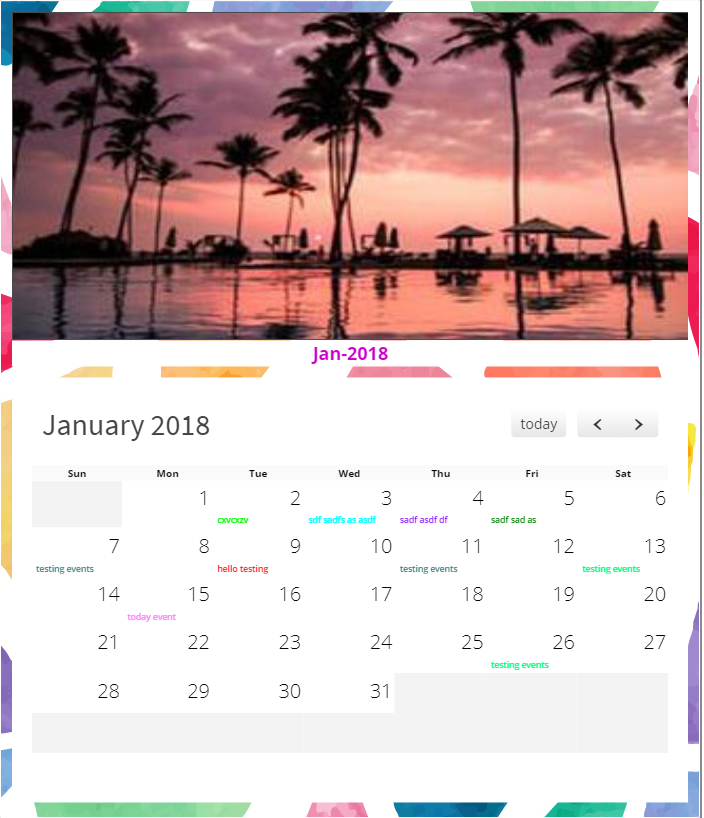 Jan-2018
January 2018
today
Sun Mon Tue Wed Thu Fri Sat
1 2 3 4 5 6
cxvcxzv sdf sadfs as asdf sadf asdf df sadf sad as
7 8 9 10 11 12 13
testing events hello testing testing events testing events
14 15 16 17 18 19 20
today event
21 22 23 24 25 26 27
testing events
28 29 30 31